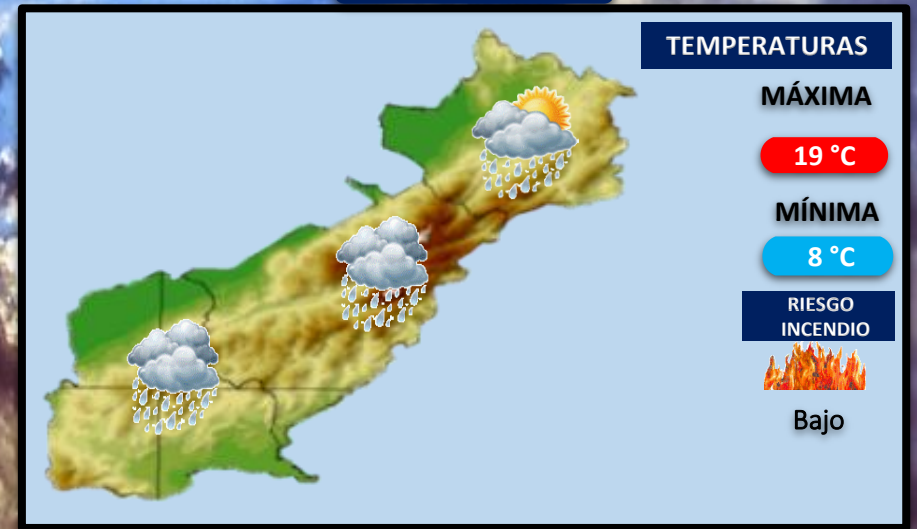 TEMPERATURAS
MÁXIMA
19 °C
MÍNIMA
8 °C
RIESGO
INCENDIO
Bajo